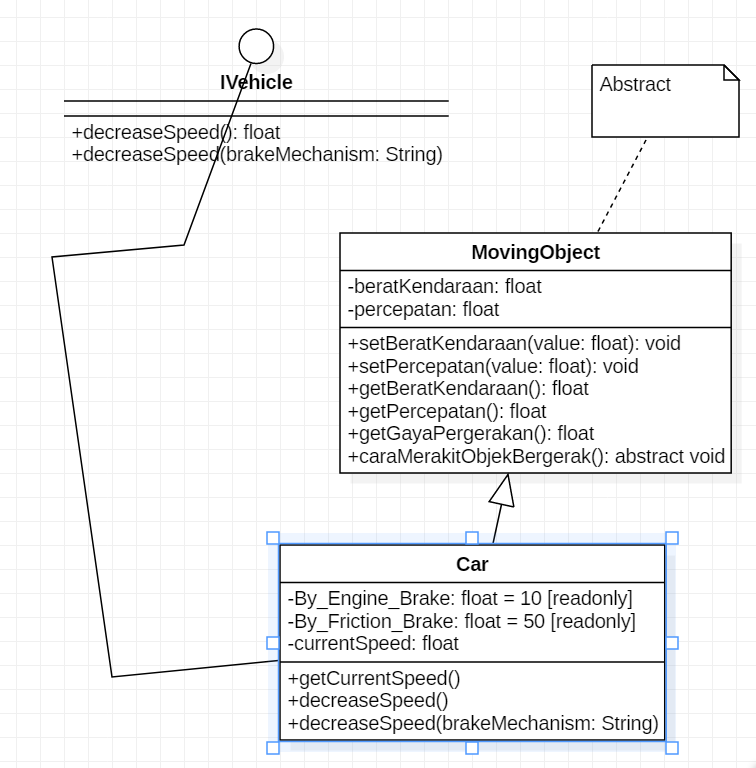 IVehicle
+decreaseSpeed(): float
+decreaseSpeed(brakeMechanism: String)
Abstract
MovingObject
-beratKendaraan: float
-percepatan: float
+setBeratKendaraan(value: float): void
+setPercepatan(value: float): void
+getBeratKendaraan(): float
+getPercepatan(): float
+getGayaPergerakan(): float
+caraMerakitObjekBergerak(): abstract void
Car
-By_Engine_Brake: float = 10 [readonly]
-By_Friction_Brake: float = 50 [readonly]
-currentSpeed: float
+getCurrentSpeed()
+decreaseSpeed()
+decreaseSpeed(brakeMechanism: String)